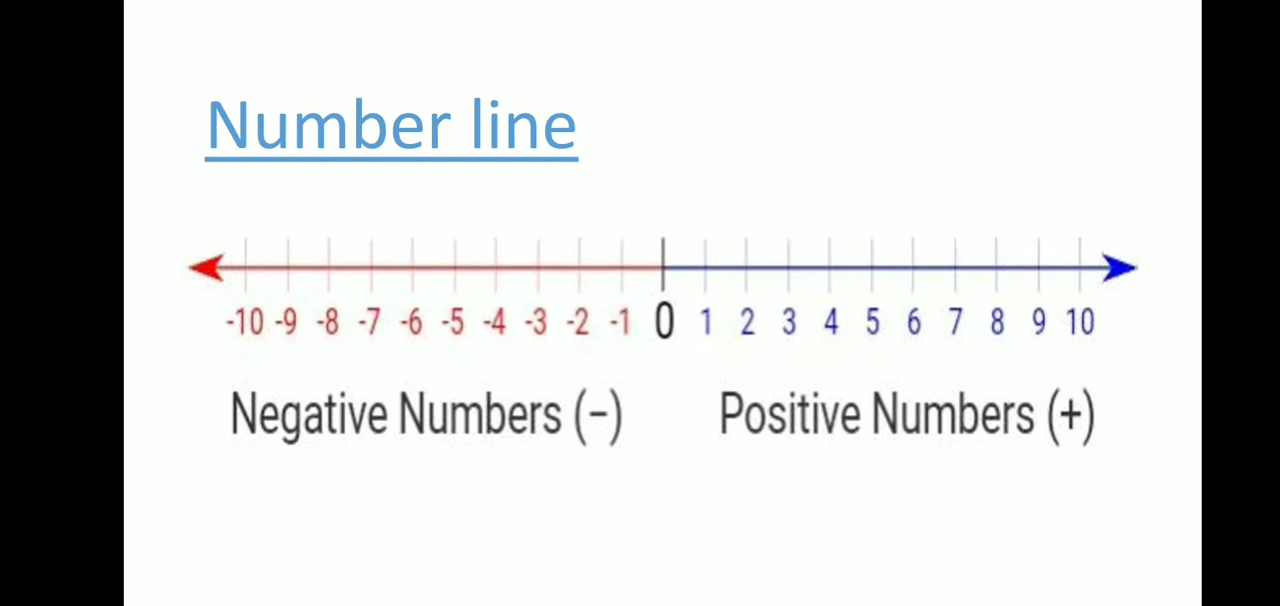 Number line
-10 -9 -8 -7 -6 -5 -4 -3 -2 -1 0 1 2 3 4 5 6 7 8 9 10
Negative Numbers (−) Positive Numbers (+)